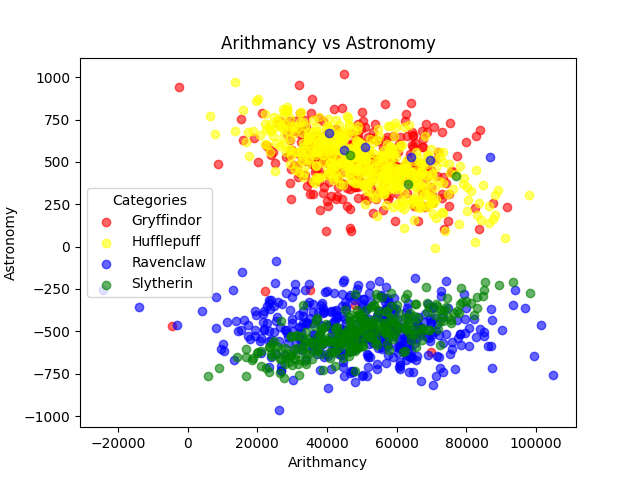 Arithmancy vs Astronomy
1000
750
500
250
0
−250
−500
−750
−1000
Astronomy
Categories
Gryffindor
Hufflepuff
Ravenclaw
Slytherin
−20000 0 20000 40000 60000 80000 100000
Arithmancy